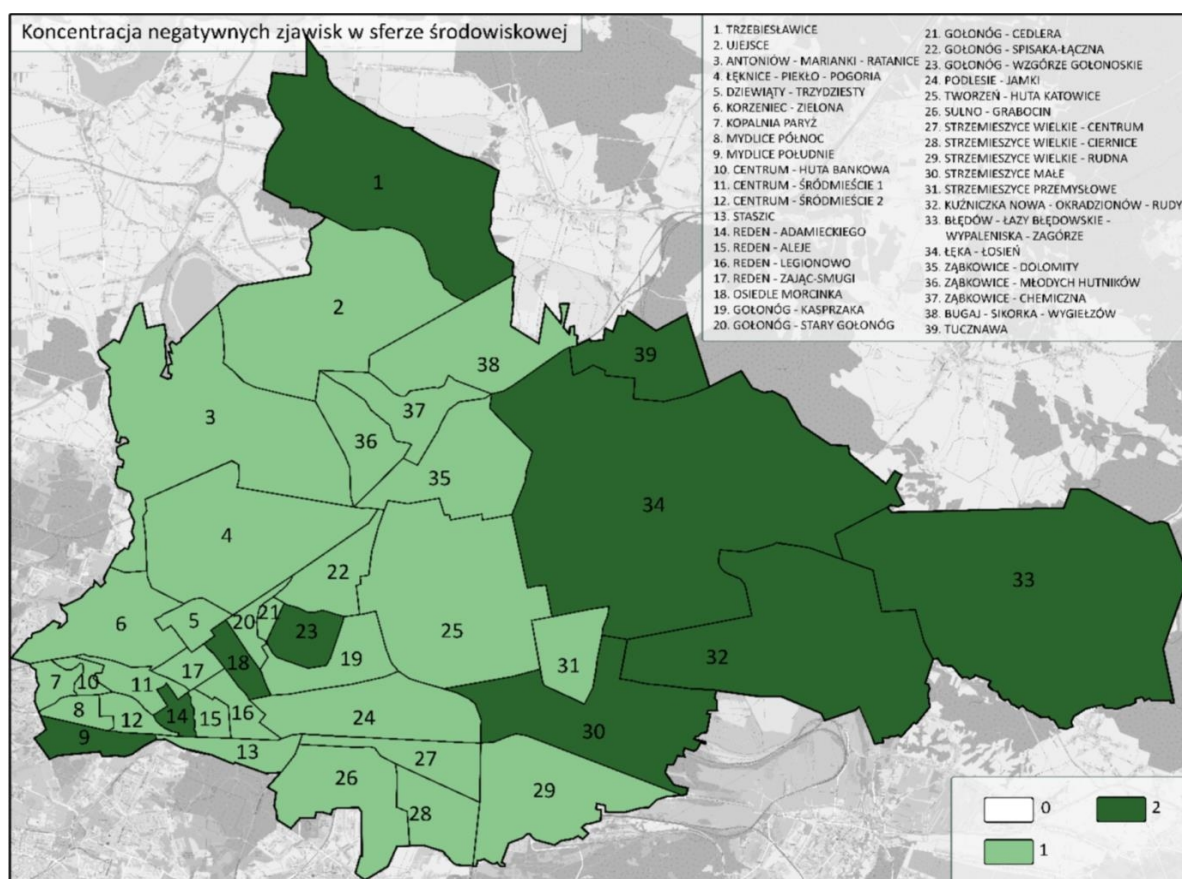 Koncentracja negatywnych zjawisk w sferze środowiskowej
1. TRZEBIESŁAWICE
2. UJEJSCE
3. ANTONIÓW - MARIANKI - RATANICE
4. ŁĘKNICE - PIEKŁO - POGORIA
5. DZIEWIĄTY - TRZYDZIESTY
6. KORZENIEC - ZIELONA
7. KOPALNIA PARYŻ
8. MYDLICE PÓŁNOC
9. MYDLICE POŁUDNIE
10. CENTRUM - HUTA BANKOWA
11. CENTRUM - ŚRÓDMIEŚCIE 1
12. CENTRUM - ŚRÓDMIEŚCIE 2
13. STASZIC
14. REDEN - ADAMIECKIEGO
15. REDEN - ALEJE
16. REDEN - LEGIONOWO
17. REDEN - ZAJĄC-SMUGI
18. OSIEDLE MORCINKA
19. GOŁONÓG - KASPRZAKA
20. GOŁONÓG - STARY GOŁONÓG
21. GOŁONÓG - CEDLERA
22. GOŁONÓG - SPISAKA-ŁĄCZNA
23. GOŁONÓG - WZGÓRZE GOŁONOSKIE
24. PODLESIE - JAMKI
25. TWORZEŃ - HUTA KATOWICE
26. SULNO - GRABOCIN
27. STRZEMIESZYCE WIELKIE - CENTRUM
28. STRZEMIESZYCE WIELKIE - CIERNICE
29. STRZEMIESZYCE WIELKIE - RUDNA
30. STRZEMIESZYCE MAŁE
31. STRZEMIESZYCE PRZEMYSŁOWE
32. KUŹNICZKA NOWA - OKRADZIONÓW - RUDY
33. BŁĘDÓW - ŁAZY BŁĘDOWSKIE -
WYPALENISKA - ZAGÓRZE
34. ŁĘKA - ŁOSIEŃ
35. ZĄBKOWICE - DOLOMITY
36. ZĄBKOWICE - MŁODYCH HUTNIKÓW
37. ZĄBKOWICE - CHEMICZNA
38. BUGAJ - SIKORKA - WYGIEŁZÓW
39. TUCZNAWA
1
2
39
38
3
37
36
35
34
4
22
33
6
5
21
20
23
25
18
19
31
32
17
7
10
11
16
8
12
14
15
24
30
9
13
27
26
29
28
0
2
1